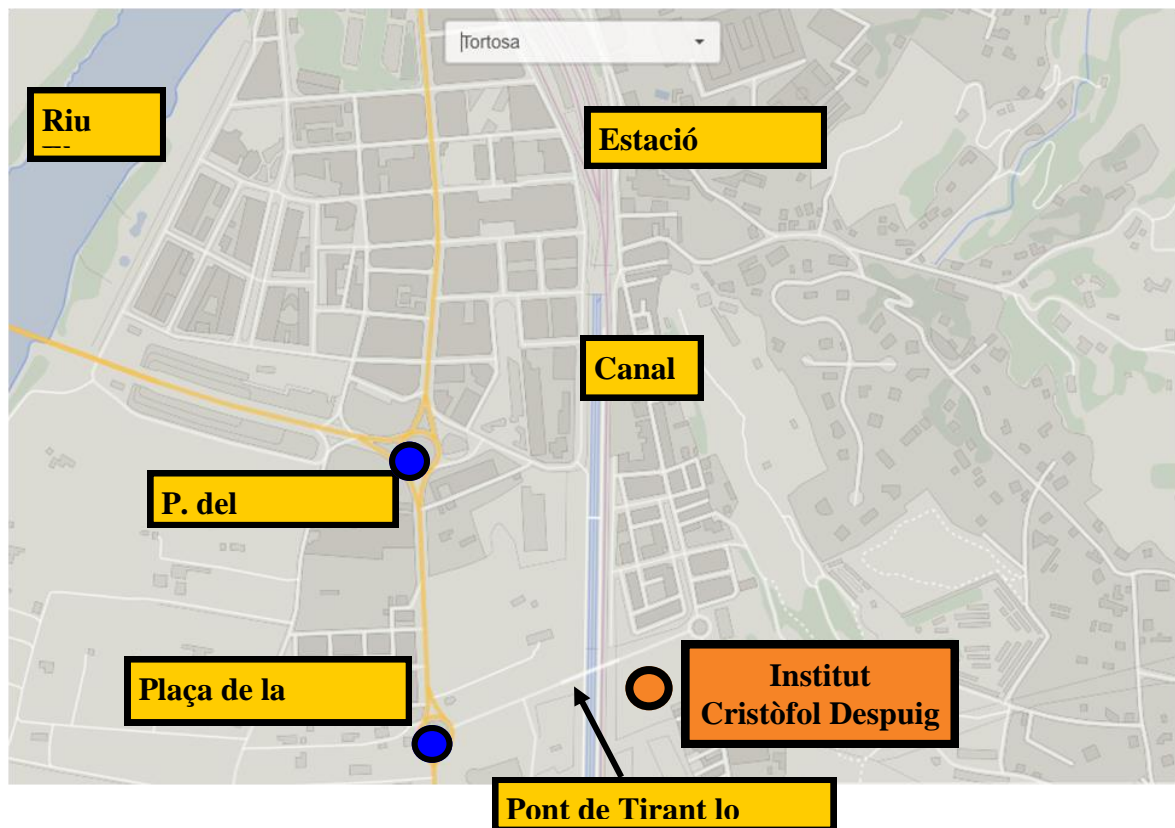 Tortosa
Riu
Estació
Canal
P. del
Plaça de la
Institut
Cristòfol Despuig
Pont de Tirant lo